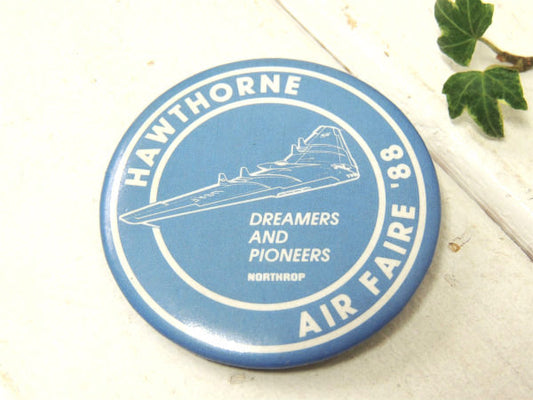 HAWTHORNE
AIR FAIRE '88
DREAMERS
AND
PIONEERS
NORTHROP